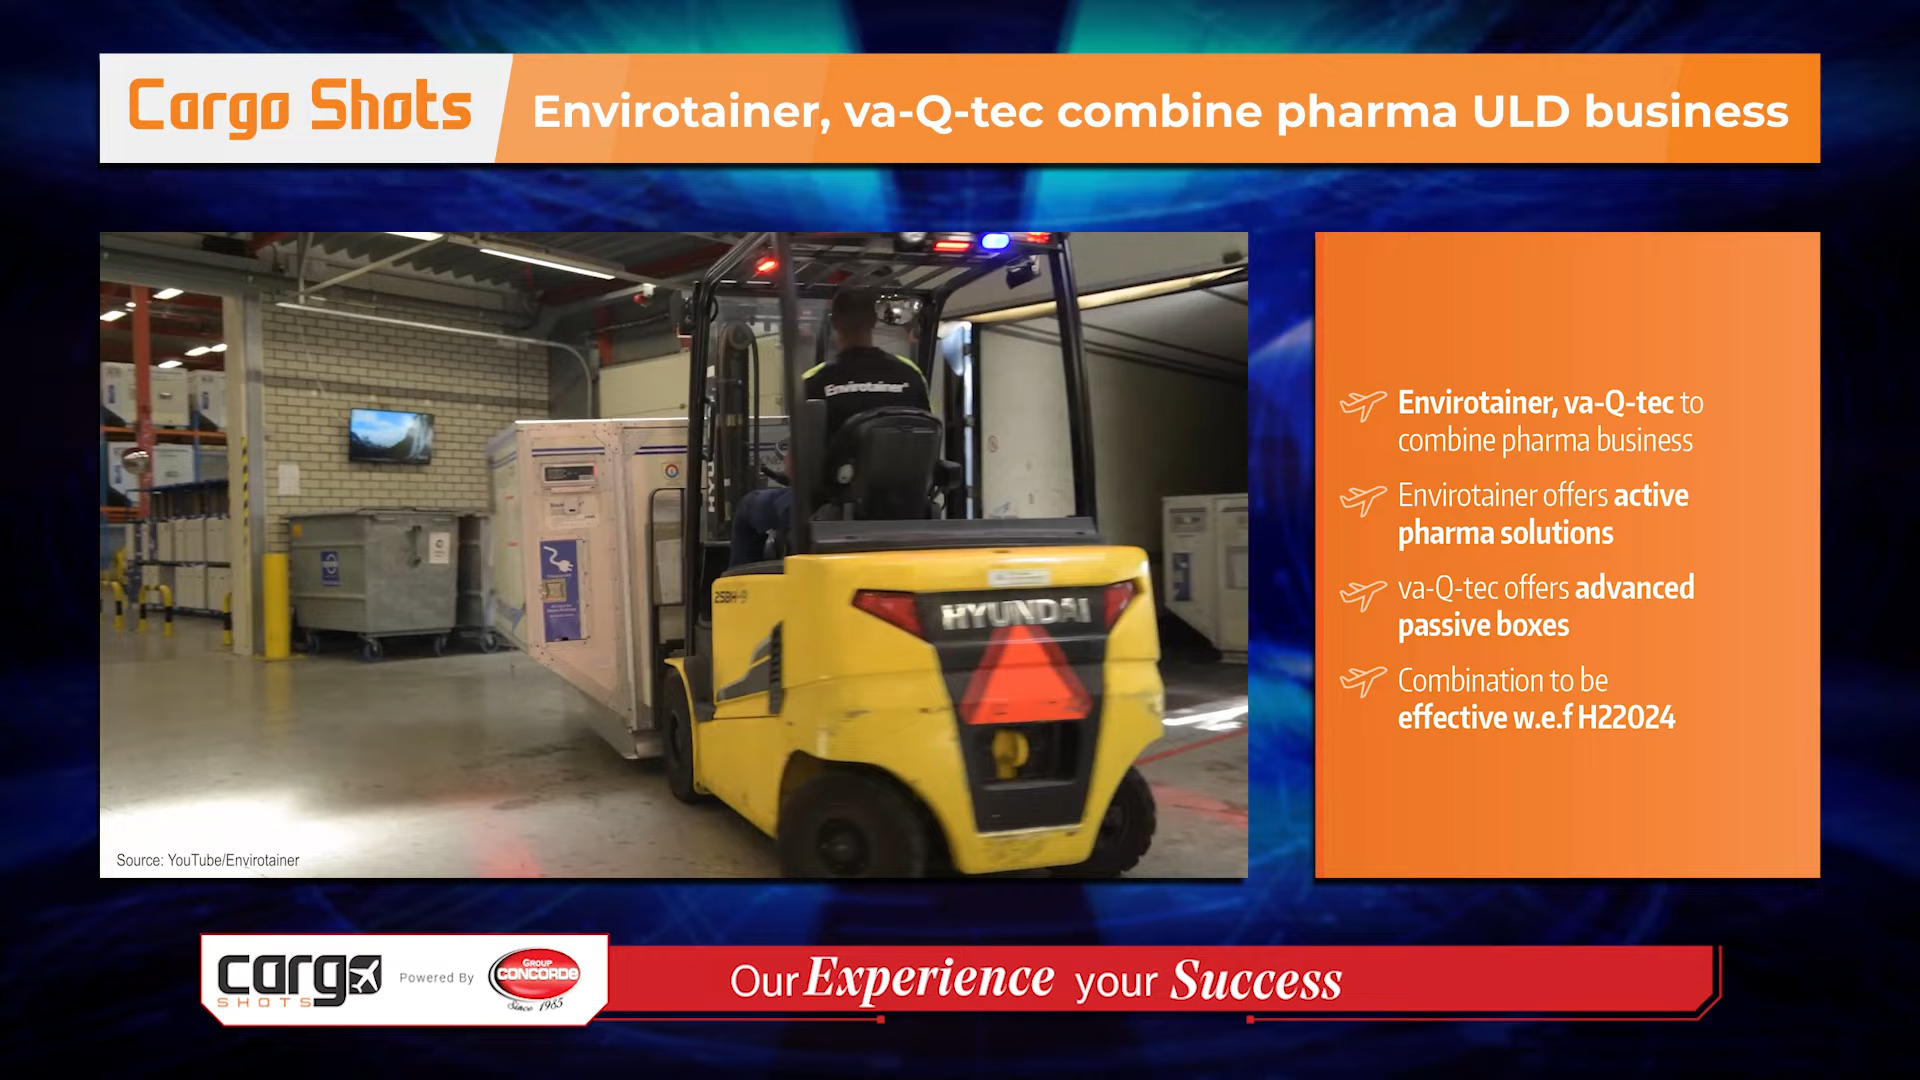 Cargo Shots
Envirotainer, va-Q-tec combine pharma ULD business
Envirotainer
25BH-9
HYUNDAI
Source: YouTube/Envirotainer
Envirotainer, va-Q-tec to
combine pharma business
Envirotainer offers active
pharma solutions
va-Q-tec offers advanced
passive boxes
Combination to be
effective w.e.f H22024
cargo
SHOTS
Powered By
GROUP
CONCORDE
Since 1985
Our Experience your Success